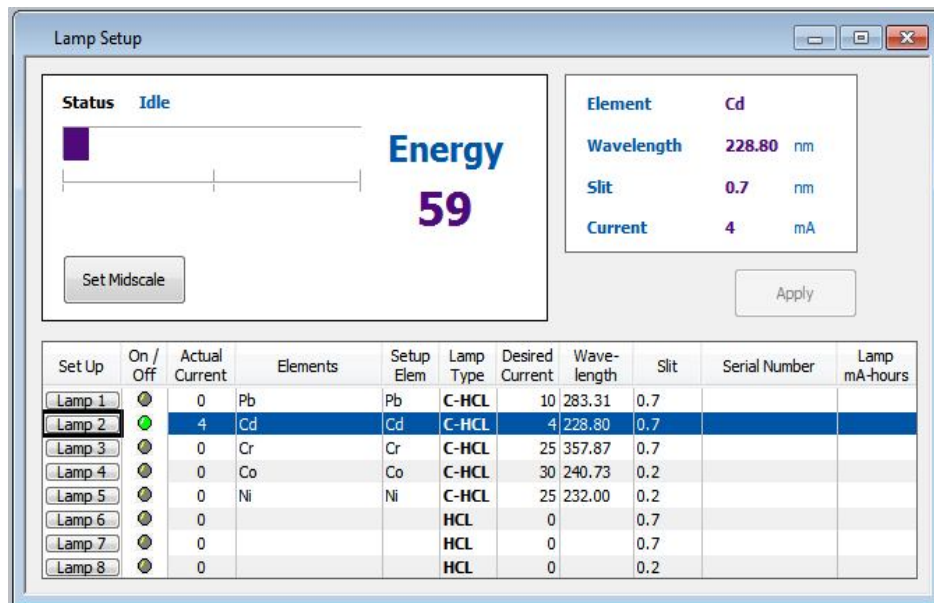 Lamp Setup
Status Idle
Energy
59
Set Midscale
Element Cd
Wavelength 228.80 nm
Slit 0.7 nm
Current 4 mA
Apply
Set Up On / Off Actual Current Elements Setup Elem Lamp Type Desired Current Wave-length Slit Serial Number Lamp mA-hours
Lamp 1 0 Pb Pb C-HCL 10 283.31 0.7
Lamp 2 4 Cd Cd C-HCL 4 228.80 0.7
Lamp 3 0 Cr Cr C-HCL 25 357.87 0.7
Lamp 4 0 Co Co C-HCL 30 240.73 0.2
Lamp 5 0 Ni Ni C-HCL 25 232.00 0.2
Lamp 6 0 HCL 0 0.7
Lamp 7 0 HCL 0 0.7
Lamp 8 0 HCL 0 0.2